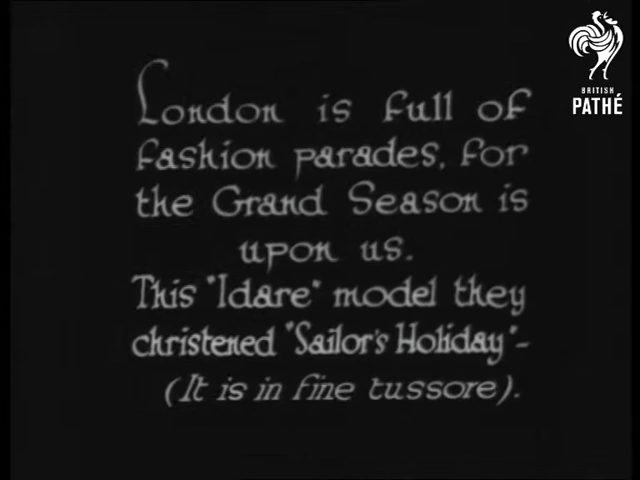 BRITISH
PATHÉ
London is full of
fashion parades, for
the Grand Season is
upon us.
This "Idare" model they
christened "Sailor's Holiday"-
(It is in fine tussore).